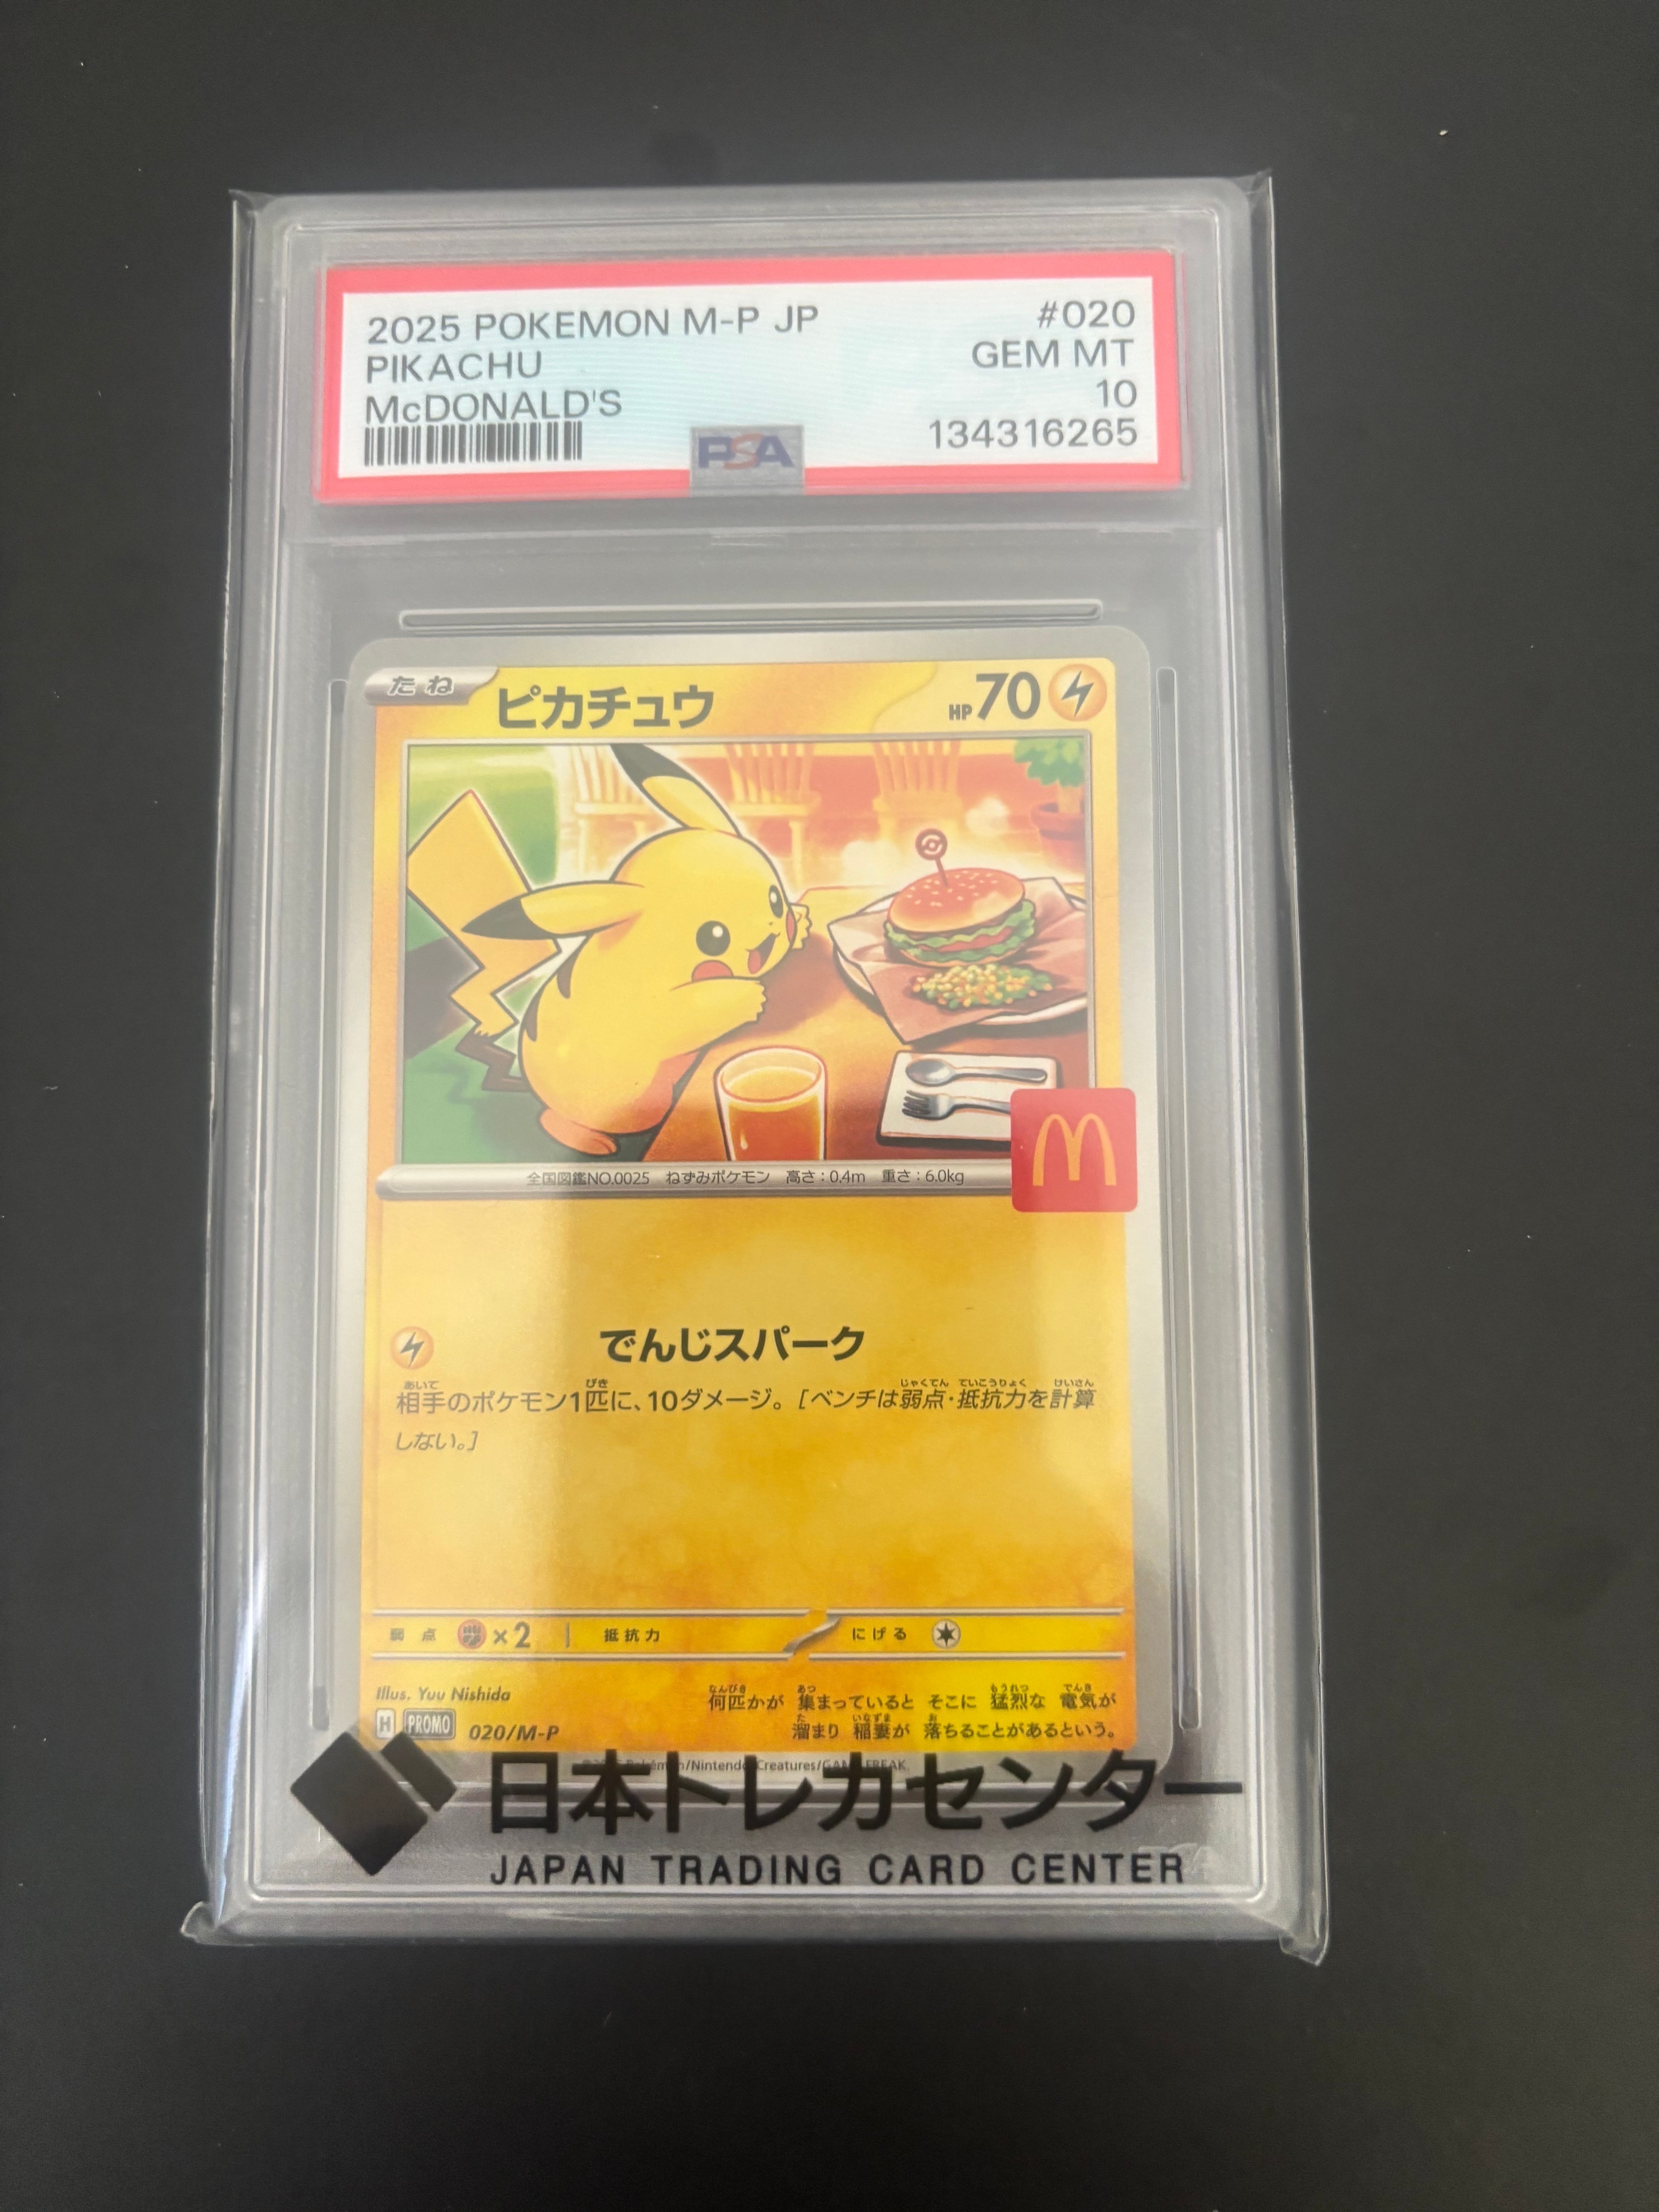 2025 POKEMON M-P JP #020
PIKACHU GEM MT
McDONALD'S 10
PSA 134316265
たね ピカチュウ HP70
全国図鑑NO.0025 ねずみポケモン 高さ:0.4m 重さ:6.0kg
でんじスパーク
相手のポケモン1匹に、10ダメージ。[ベンチは弱点・抵抗力を計算
しない。]
弱点 ×2 抵抗力 にげる
Illus. Yuu Nishida
何匹かが 集まっていると そこに 猛烈な 電気が
溜まり 稲妻が 落ちることがあるという。
H PROMO 020/M-P
Pokémon/Nintendo/Creatures/GAME FREAK.
日本トレカセンター
JAPAN TRADING CARD CENTER